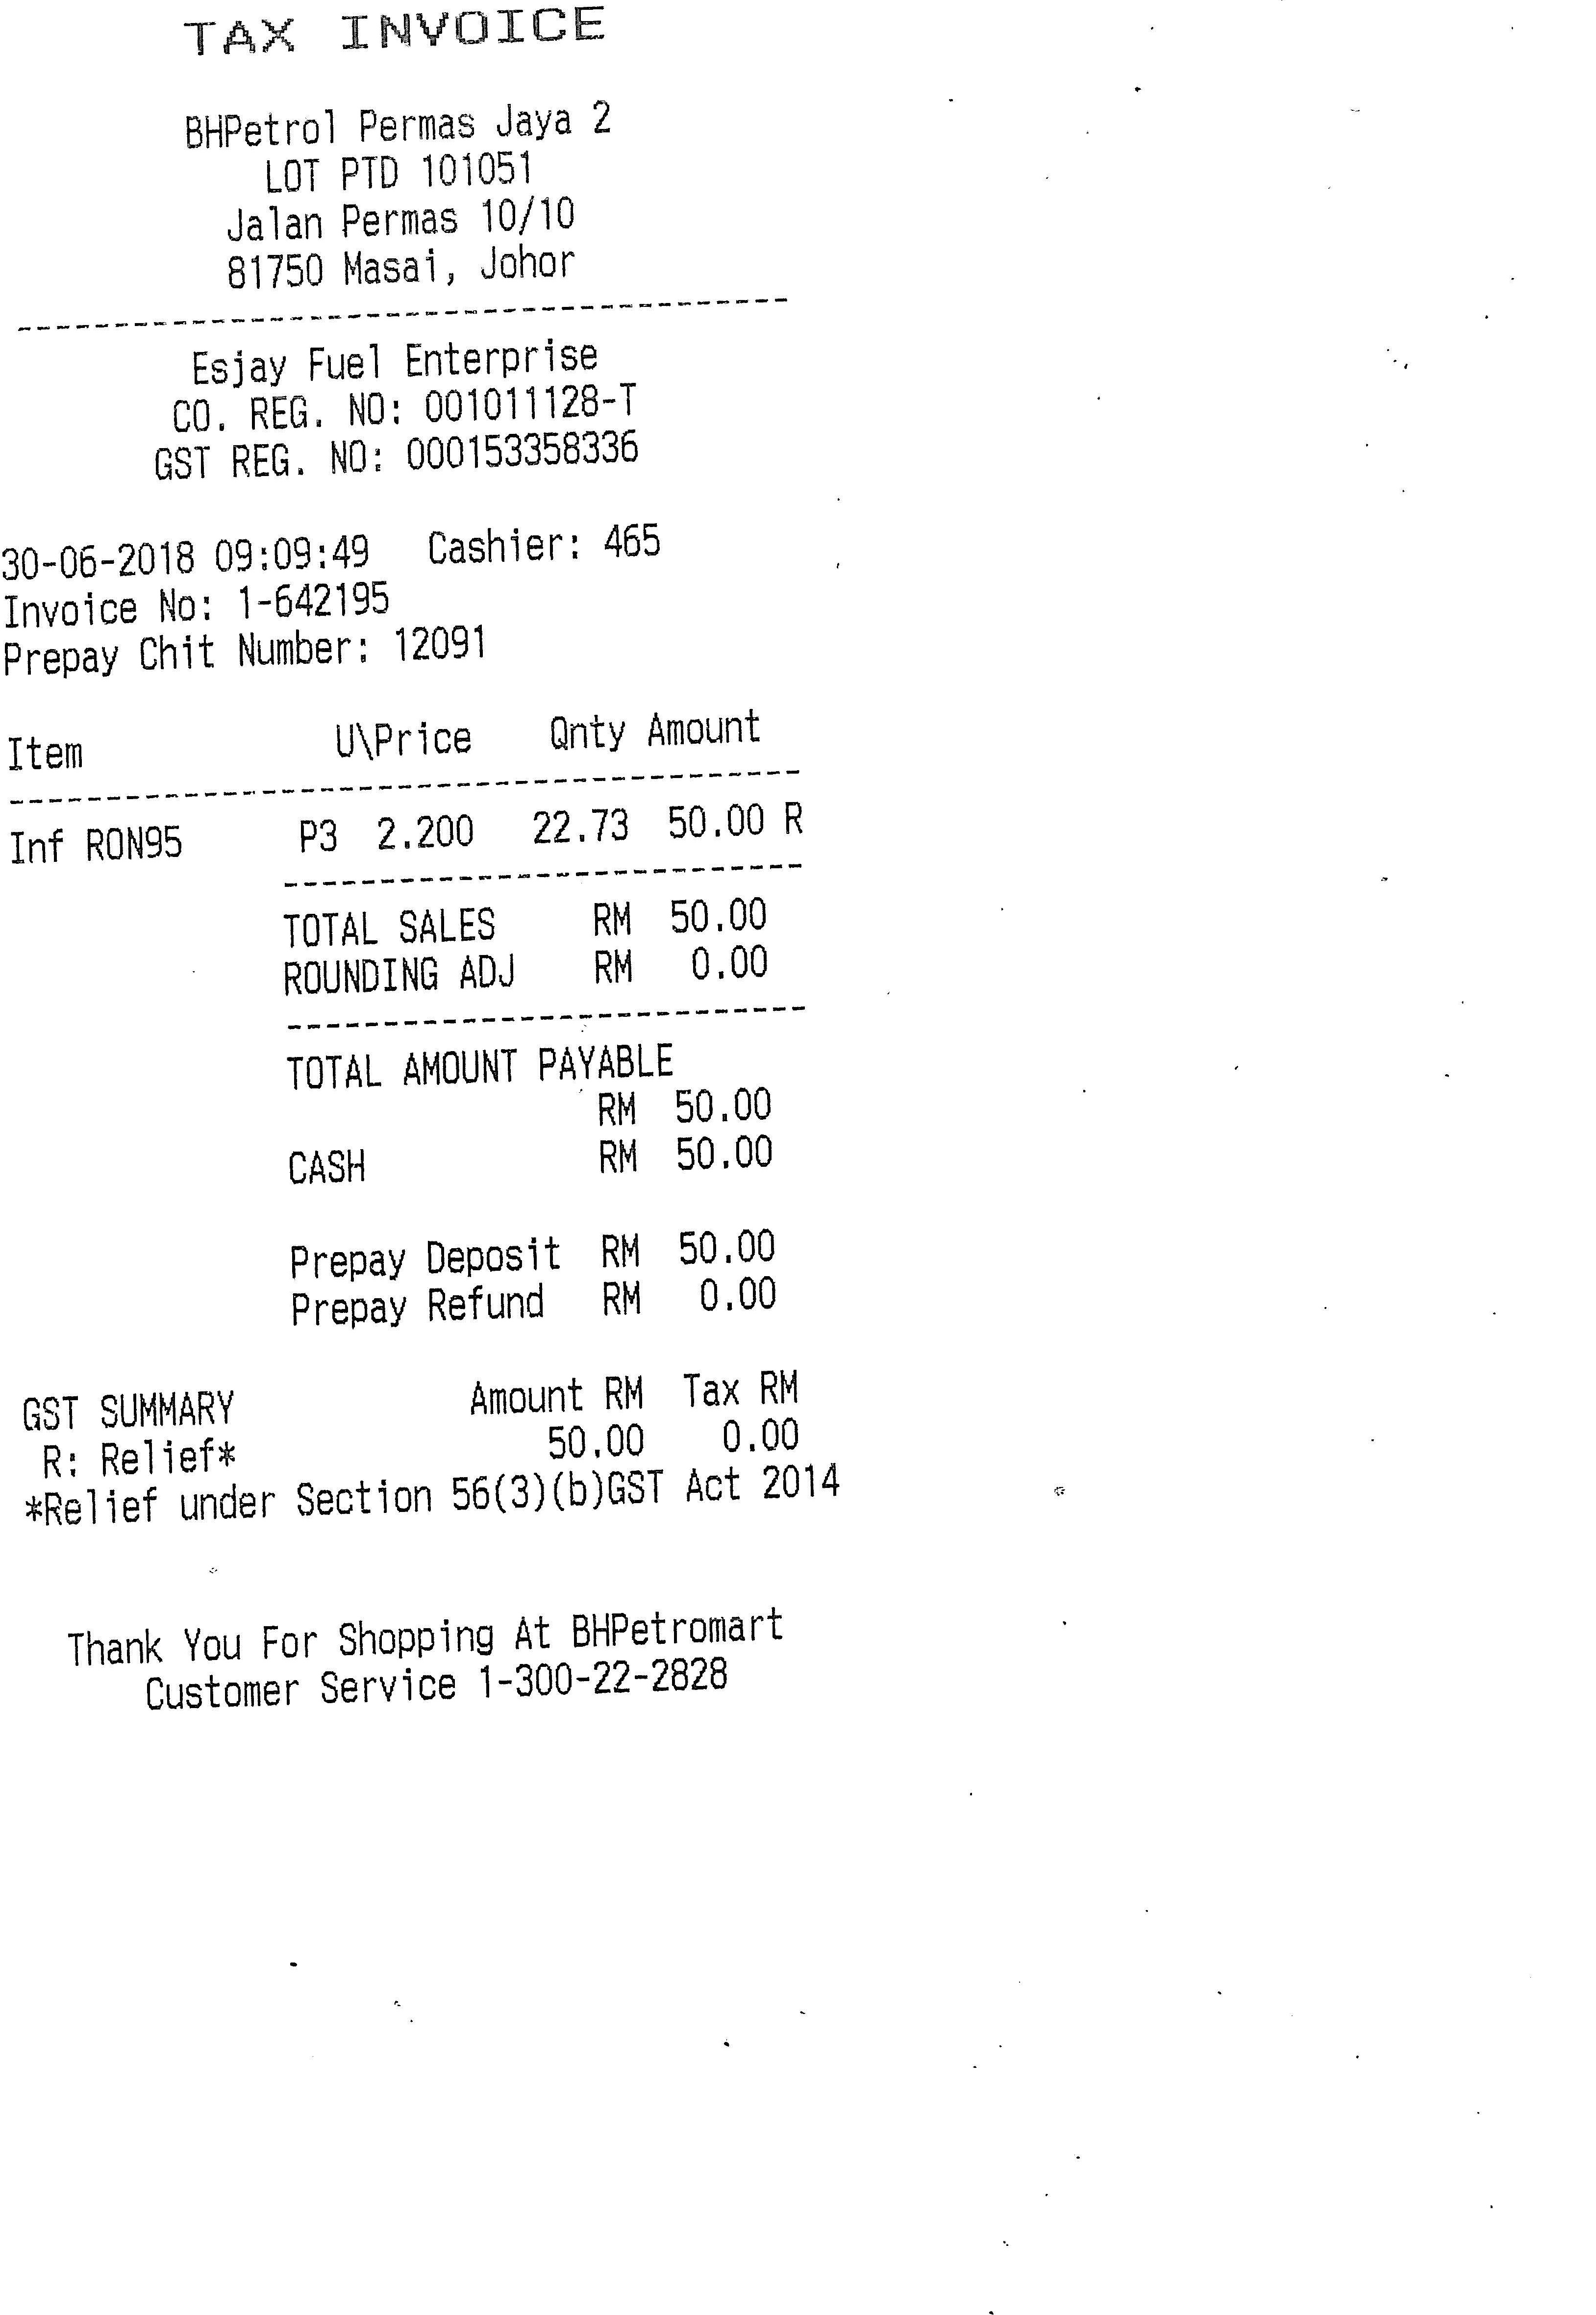 TAX INVOICE
BHPetrol Permas Jaya 2
LOT PTD 101051
Jalan Permas 10/10
81750 Masai, Johor
----------------------------------------
Esjay Fuel Enterprise
CO. REG. NO: 001011128-T
GST REG. NO: 000153358336
30-06-2018 09:09:49 Cashier: 465
Invoice No: 1-642195
Prepay Chit Number: 12091
Item U\Price Qnty Amount
-----------------------------------------
Inf RON95 P3 2.200 22.73 50.00 R
---------------------------
TOTAL SALES RM 50.00
ROUNDING ADJ RM 0.00
---------------------------
TOTAL AMOUNT PAYABLE
RM 50.00
CASH RM 50.00
Prepay Deposit RM 50.00
Prepay Refund RM 0.00
GST SUMMARY Amount RM Tax RM
R: Relief* 50.00 0.00
*Relief under Section 56(3)(b)GST Act 2014
Thank You For Shopping At BHPetromart
Customer Service 1-300-22-2828